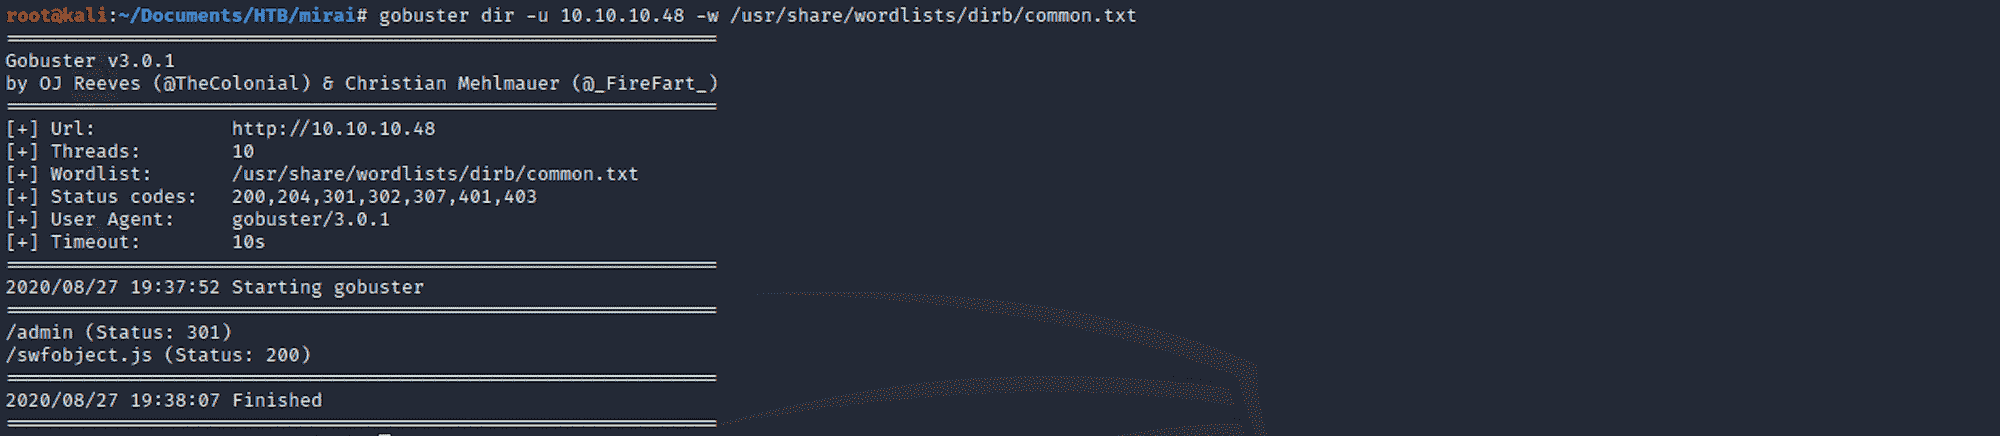 root@kali:~/Documents/HTB/mirai# gobuster dir -u 10.10.10.48 -w /usr/share/wordlists/dirb/common.txt
===============================================================
Gobuster v3.0.1
by OJ Reeves (@TheColonial) & Christian Mehlmauer (@_FireFart_)
===============================================================
[+] Url:            http://10.10.10.48
[+] Threads:        10
[+] Wordlist:       /usr/share/wordlists/dirb/common.txt
[+] Status codes:   200,204,301,302,307,401,403
[+] User Agent:     gobuster/3.0.1
[+] Timeout:        10s
===============================================================
2020/08/27 19:37:52 Starting gobuster
===============================================================
/admin (Status: 301)
/swfobject.js (Status: 200)
===============================================================
2020/08/27 19:38:07 Finished
===============================================================